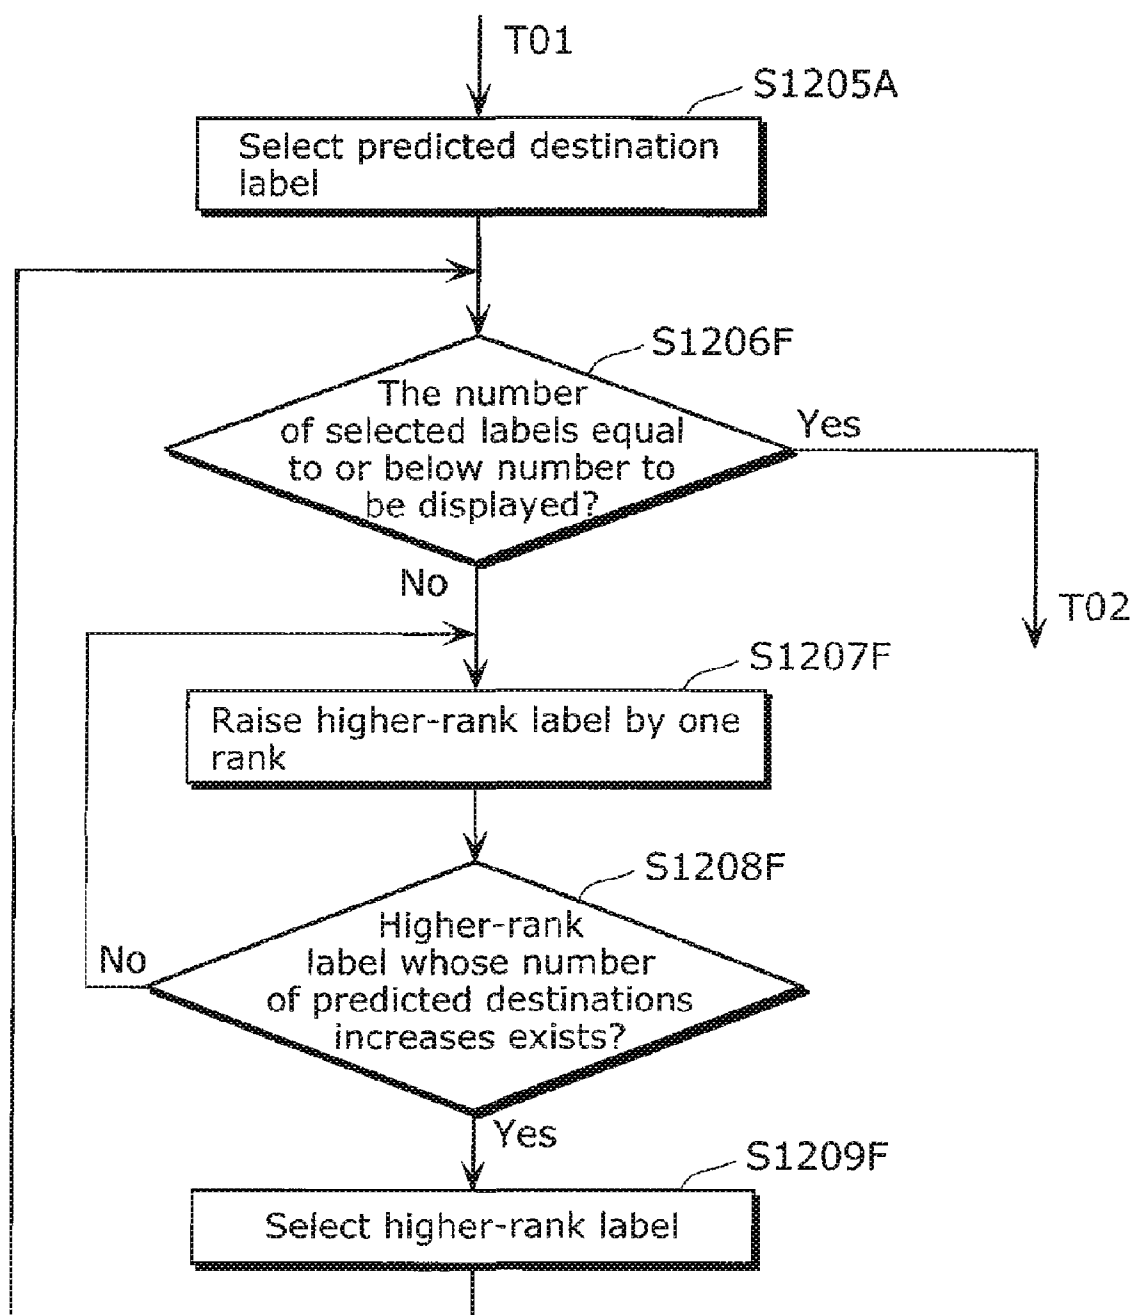 T01
S1205A
Select predicted destination
label
S1206F
The number
of selected labels equal
to or below number to
be displayed?
Yes
No
T02
S1207F
Raise higher-rank label by one
rank
S1208F
Higher-rank
label whose number
of predicted destinations
increases exists?
No
Yes
S1209F
Select higher-rank label